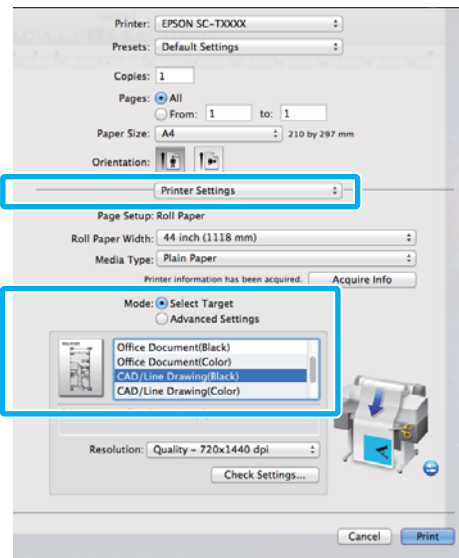 Printer: EPSON SC-TXXXX
Presets: Default Settings
Copies: 1
Pages: All
From: 1 to: 1
Paper Size: A4 210 by 297 mm
Orientation:
Printer Settings
Page Setup: Roll Paper
Roll Paper Width: 44 inch (1118 mm)
Media Type: Plain Paper
Printer information has been acquired. Acquire Info
Mode: Select Target
Advanced Settings
Office Document(Black)
Office Document(Color)
CAD/Line Drawing(Black)
CAD/Line Drawing(Color)
Resolution: Quality - 720x1440 dpi
Check Settings...
Cancel Print